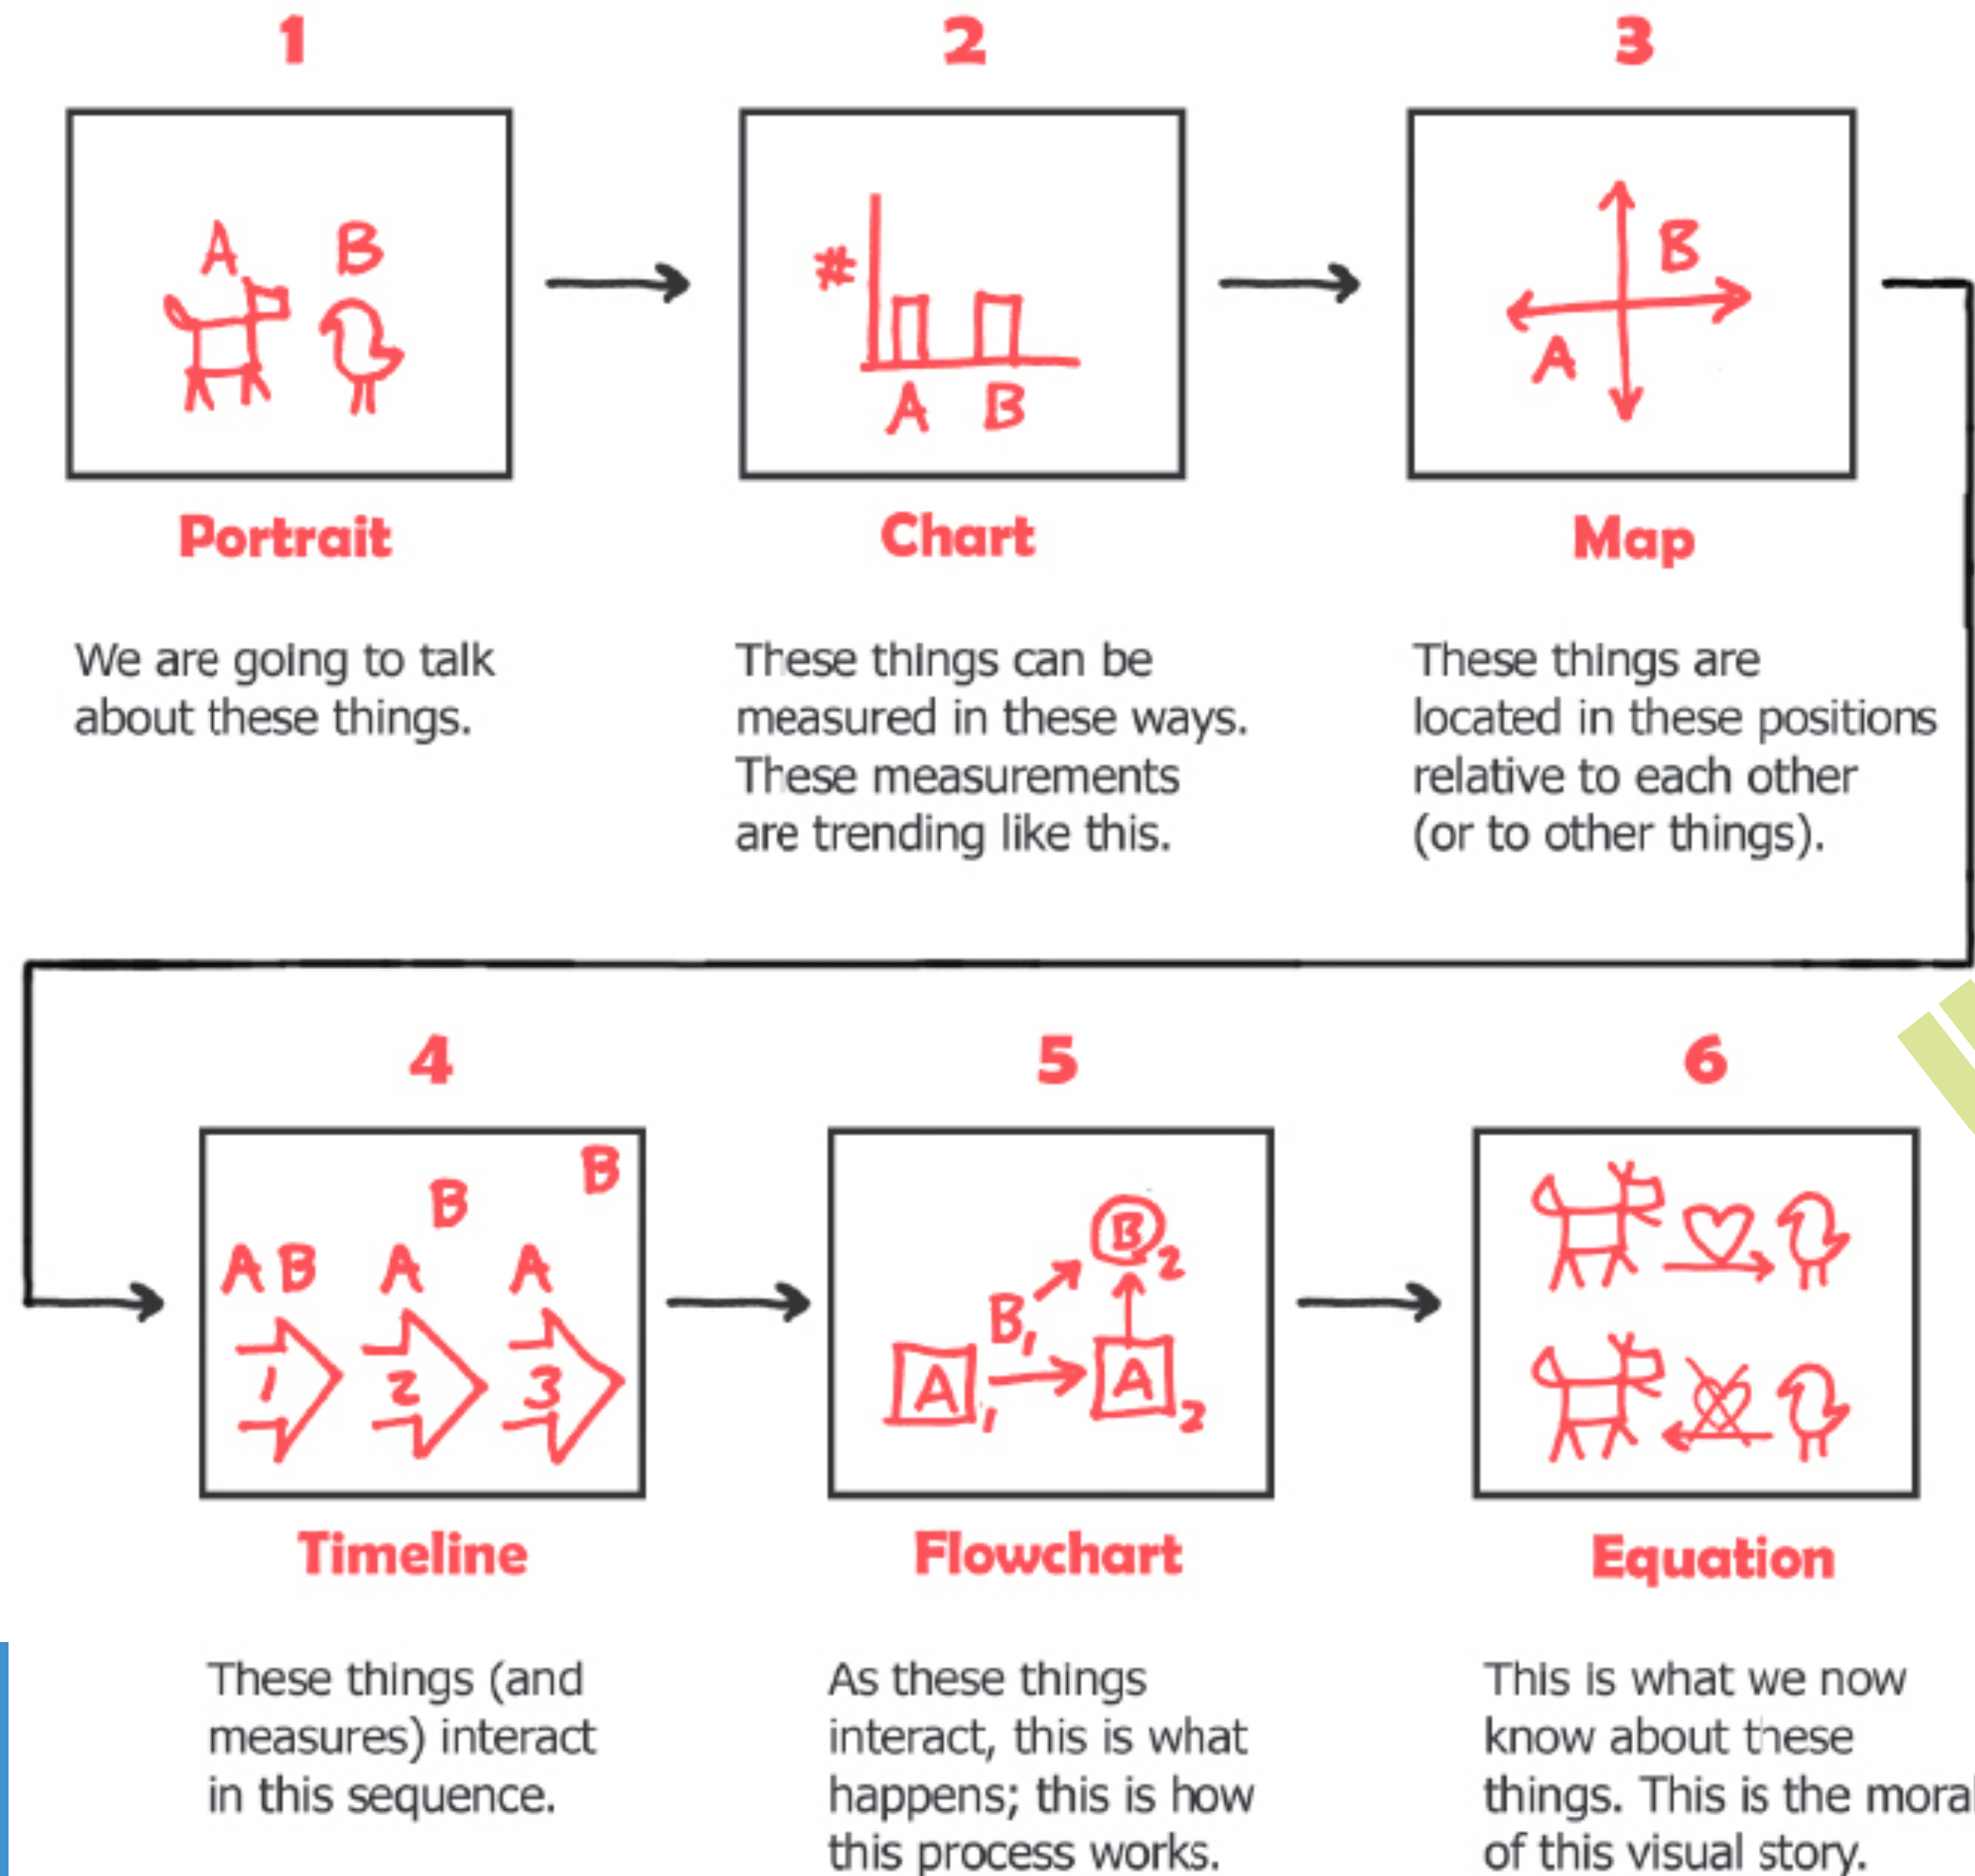 1
2
3
A B
#
A B
B
A
Portrait
Chart
Map
We are going to talk
about these things.
These things can be
measured in these ways.
These measurements
are trending like this.
These things are
located in these positions
relative to each other
(or to other things).
4
5
6
B
B
A B A A
1 2 3
B 2
B 1
A 1 A 2
Timeline
Flowchart
Equation
These things (and
measures) interact
in this sequence.
As these things
interact, this is what
happens; this is how
this process works.
This is what we now
know about these
things. This is the moral
of this visual story.